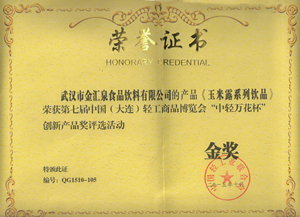 荣誉证书
HONORARY CREDENTIAL
武汉市金汇泉食品饮料有限公司的产品《玉米露系列饮品》
荣获第七届中国（大连）轻工商品博览会“中轻万花杯”
创新产品奖评选活动
金奖
特颁此证
编号：QG1510-105